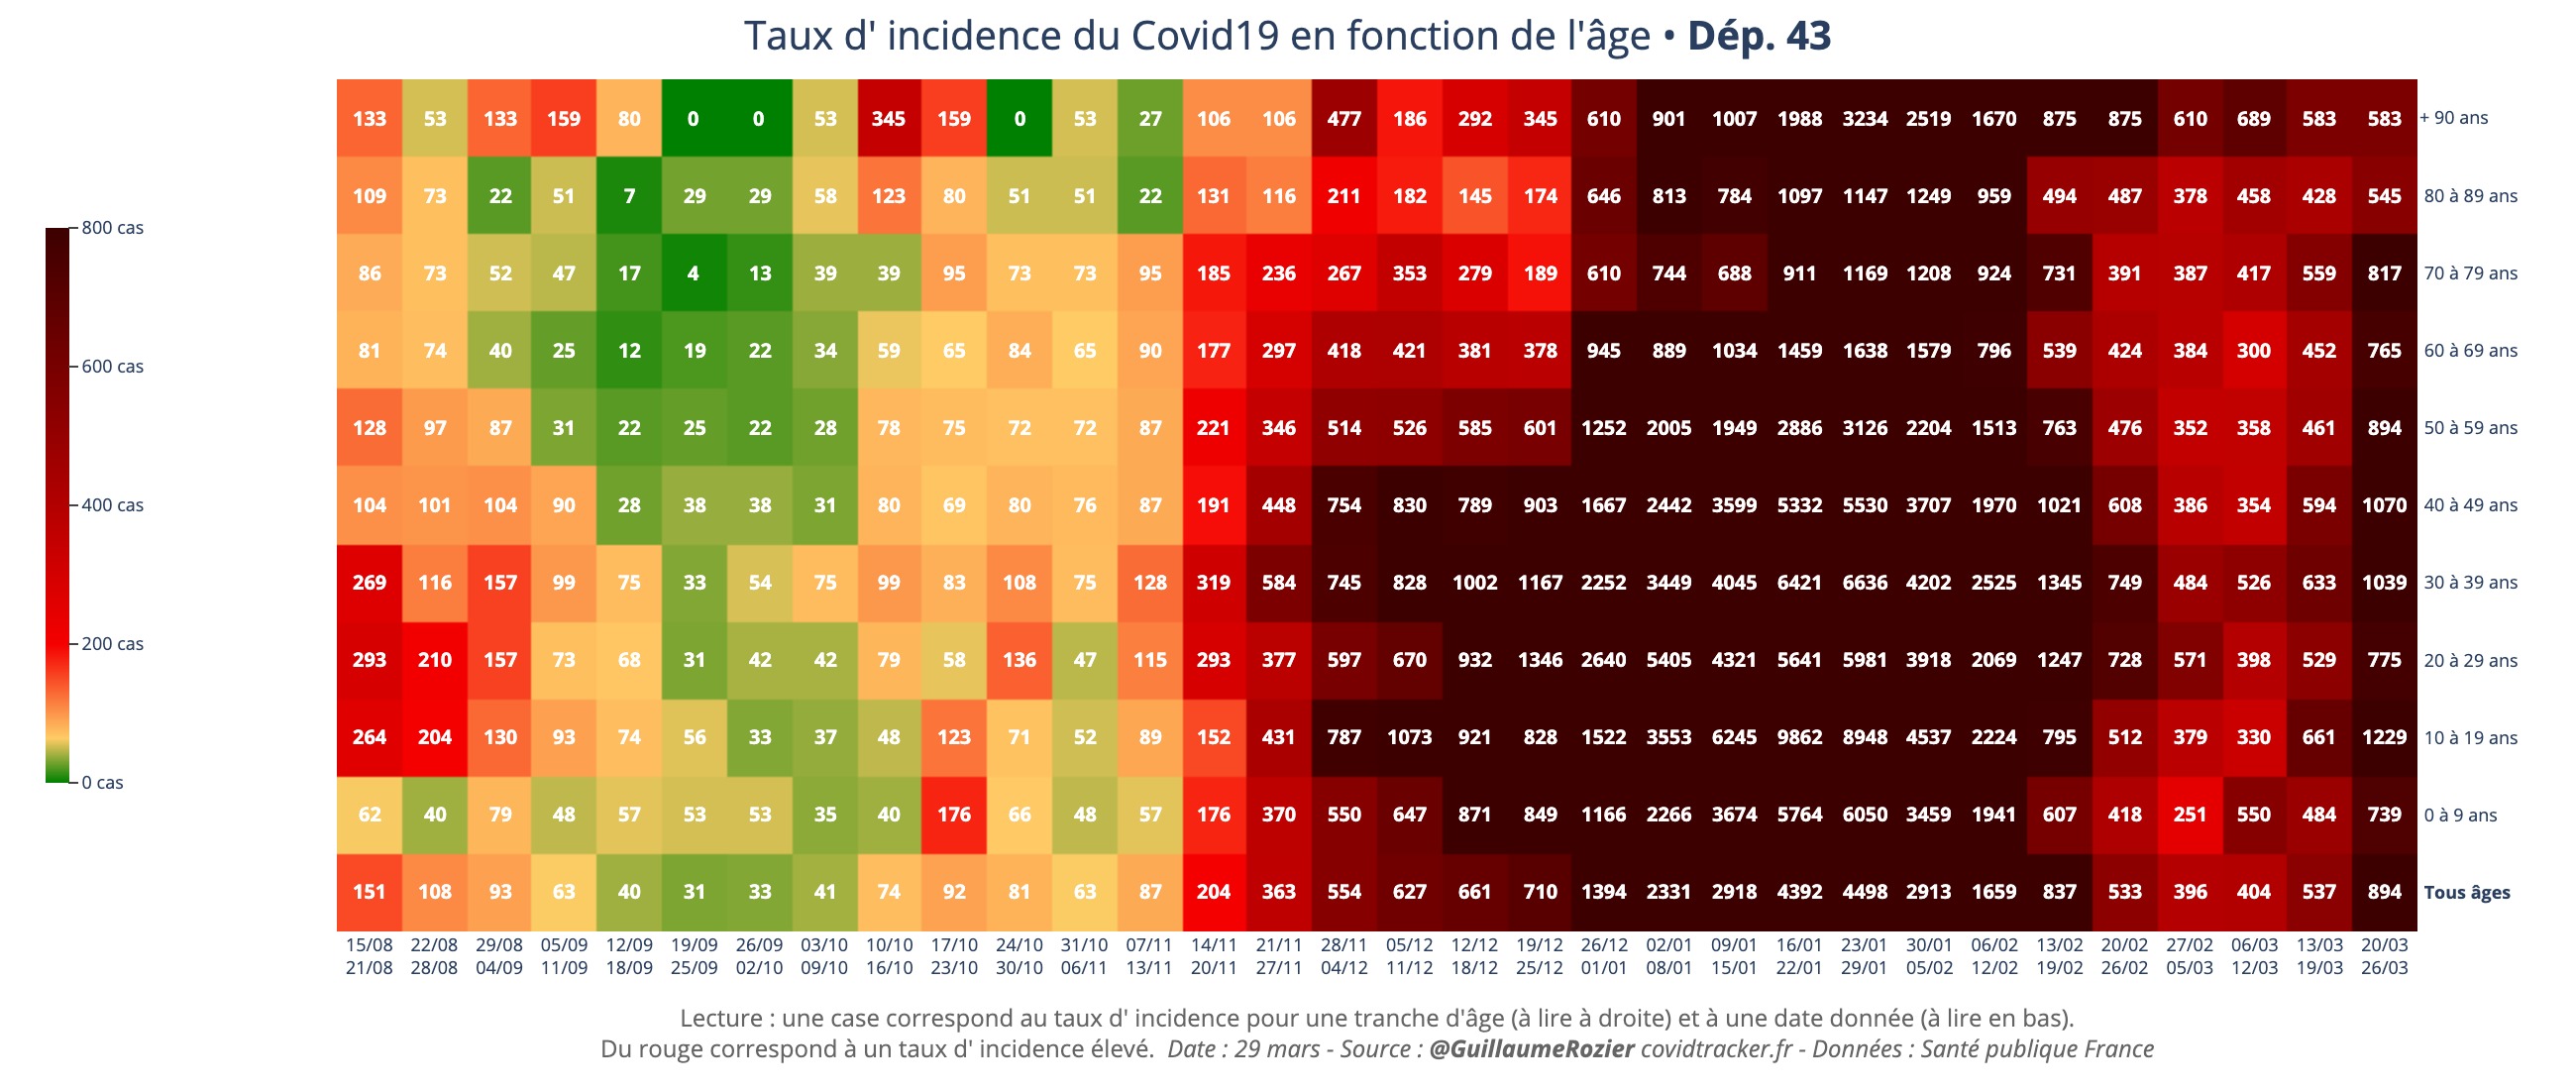 Taux d' incidence du Covid19 en fonction de l'âge • Dép. 43
800 cas
600 cas
400 cas
200 cas
0 cas
133 53 133 159 80 0 0 53 345 159 0 53 27 106 106 477 186 292 345 610 901 1007 1988 3234 2519 1670 875 875 610 689 583 583 + 90 ans
109 73 22 51 7 29 29 58 123 80 51 51 22 131 116 211 182 145 174 646 813 784 1097 1147 1249 959 494 487 378 458 428 545 80 à 89 ans
86 73 52 47 17 4 13 39 39 95 73 73 95 185 236 267 353 279 189 610 744 688 911 1169 1208 924 731 391 387 417 559 817 70 à 79 ans
81 74 40 25 12 19 22 34 59 65 84 65 90 177 297 418 421 381 378 945 889 1034 1459 1638 1579 796 539 424 384 300 452 765 60 à 69 ans
128 97 87 31 22 25 22 28 78 75 72 72 87 221 346 514 526 585 601 1252 2005 1949 2886 3126 2204 1513 763 476 352 358 461 894 50 à 59 ans
104 101 104 90 28 38 38 31 80 69 80 76 87 191 448 754 830 789 903 1667 2442 3599 5332 5530 3707 1970 1021 608 386 354 594 1070 40 à 49 ans
269 116 157 99 75 33 54 75 99 83 108 75 128 319 584 745 828 1002 1167 2252 3449 4045 6421 6636 4202 2525 1345 749 484 526 633 1039 30 à 39 ans
293 210 157 73 68 31 42 42 79 58 136 47 115 293 377 597 670 932 1346 2640 5405 4321 5641 5981 3918 2069 1247 728 571 398 529 775 20 à 29 ans
264 204 130 93 74 56 33 37 48 123 71 52 89 152 431 787 1073 921 828 1522 3553 6245 9862 8948 4537 2224 795 512 379 330 661 1229 10 à 19 ans
62 40 79 48 57 53 53 35 40 176 66 48 57 176 370 550 647 871 849 1166 2266 3674 5764 6050 3459 1941 607 418 251 550 484 739 0 à 9 ans
151 108 93 63 40 31 33 41 74 92 81 63 87 204 363 554 627 661 710 1394 2331 2918 4392 4498 2913 1659 837 533 396 404 537 894 Tous âges
15/08 22/08 29/08 05/09 12/09 19/09 26/09 03/10 10/10 17/10 24/10 31/10 07/11 14/11 21/11 28/11 05/12 12/12 19/12 26/12 02/01 09/01 16/01 23/01 30/01 06/02 13/02 20/02 27/02 06/03 13/03 20/03
21/08 28/08 04/09 11/09 18/09 25/09 02/10 09/10 16/10 23/10 30/10 06/11 13/11 20/11 27/11 04/12 11/12 18/12 25/12 01/01 08/01 15/01 22/01 29/01 05/02 12/02 19/02 26/02 05/03 12/03 19/03 26/03
Lecture : une case correspond au taux d' incidence pour une tranche d'âge (à lire à droite) et à une date donnée (à lire en bas).
Du rouge correspond à un taux d' incidence élevé. Date : 29 mars - Source : @GuillaumeRozier covidtracker.fr - Données : Santé publique France